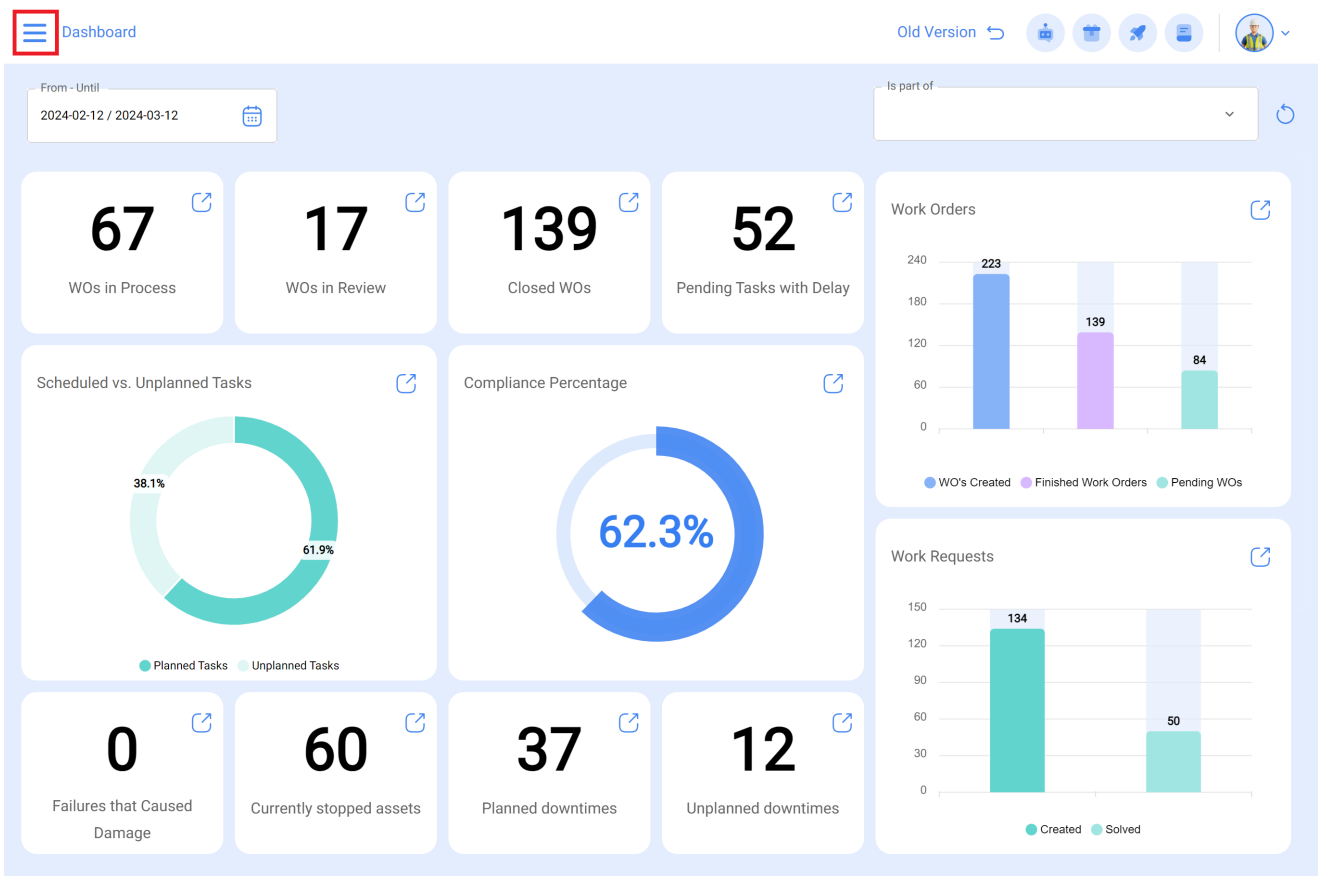 Dashboard
Old Version
From - Until
2024-02-12 / 2024-03-12
Is part of
67
WOs in Process
17
WOs in Review
139
Closed WOs
52
Pending Tasks with Delay
Work Orders
240
180
120
60
0
223
139
84
WO's Created
Finished Work Orders
Pending WOs
Scheduled vs. Unplanned Tasks
38.1%
61.9%
Planned Tasks
Unplanned Tasks
Compliance Percentage
62.3%
Work Requests
150
120
90
60
30
0
134
50
Created
Solved
0
Failures that Caused
Damage
60
Currently stopped assets
37
Planned downtimes
12
Unplanned downtimes